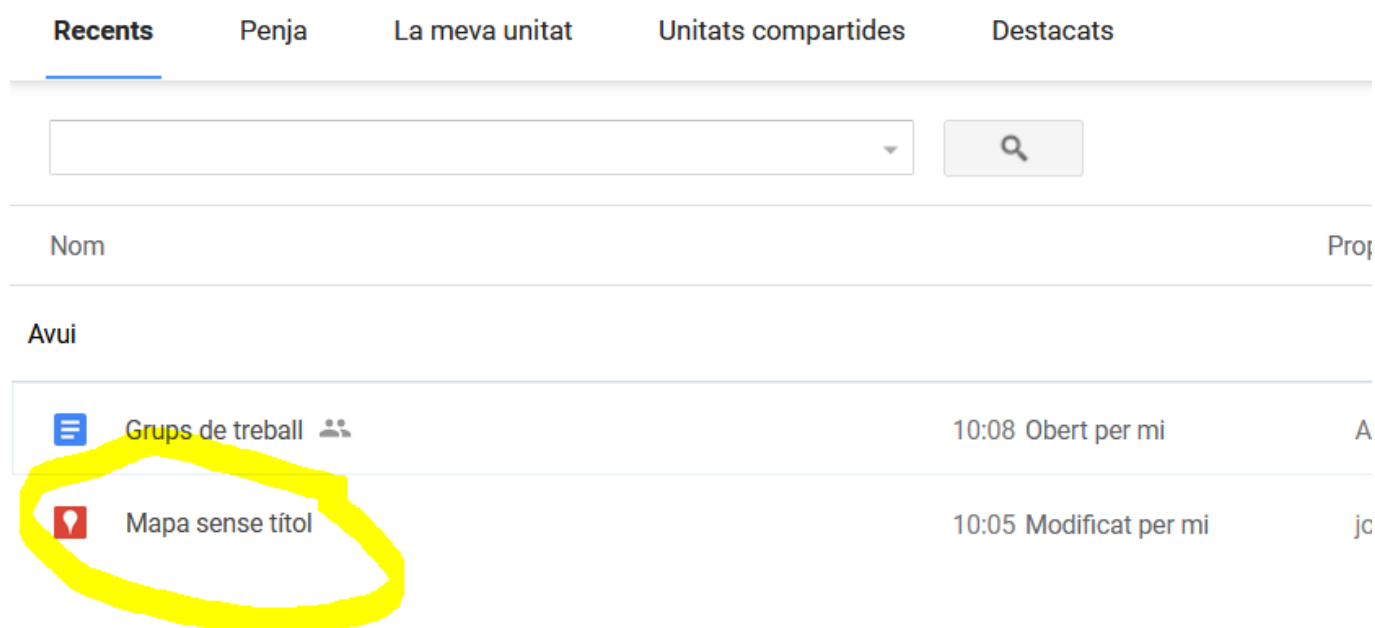 Recents Penja La meva unitat Unitats compartides Destacats
Nom
Avui
Grups de treball 10:08 Obert per mi
Mapa sense títol 10:05 Modificat per mi